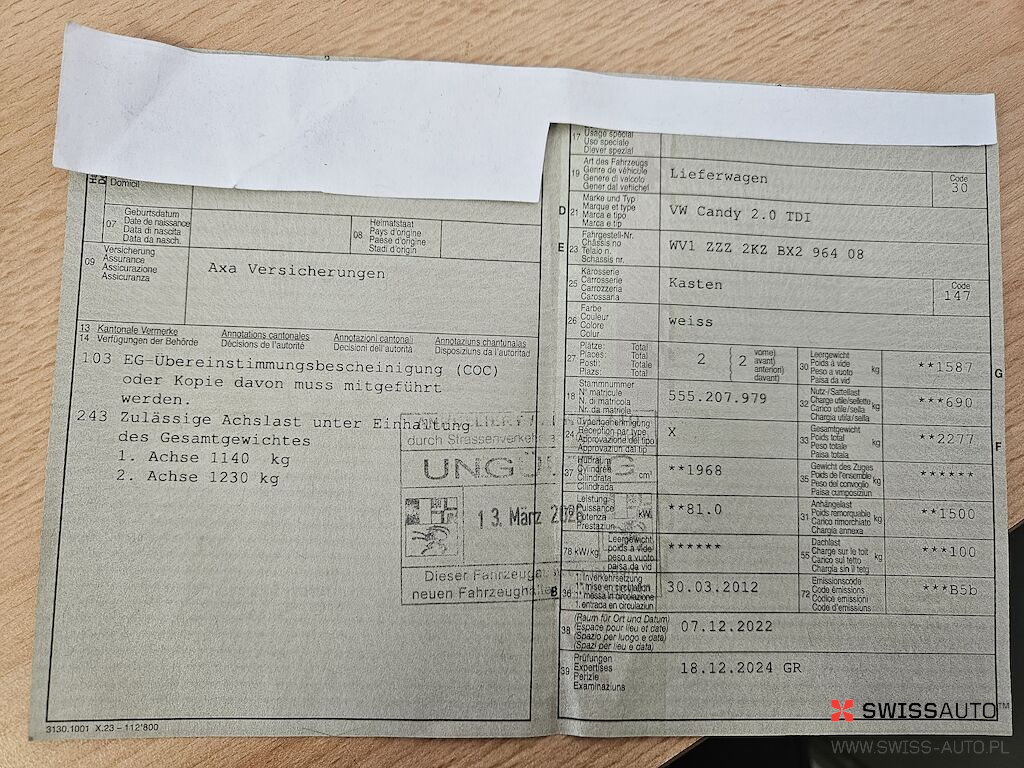 Domicil
07 Geburtsdatum
Date de naissance
Data di nascita
Data da nasch.
08 Heimatstaat
Pays d'origine
Paese d'origine
Stadi d'origin
09 Versicherung
Assurance
Assicurazione
Assicuranza
Axa Versicherungen
13 Kantonale Vermerke Annotations cantonales Annotazioni cantonali Annotaziuns chantunalas
14 Verfügungen der Behörde Décisions de l'autorité Decisioni dell'autorità Disposiziuns da l'autoritad
103 EG-Übereinstimmungsbescheinigung (COC)
oder Kopie davon muss mitgeführt
werden.
243 Zulässige Achslast unter Einhaltung
des Gesamtgewichtes
1. Achse 1140 kg
2. Achse 1230 kg
durch Strassenverkehrsa
UNG
13. März 2026
Dieser Fahrzeuga
neuen Fahrzeughalte
3130.1001 X.23 – 112'800
17 Usage spécial
Uso speciale
Diever spezial
19 Art des Fahrzeugs
Genre de véhicule
Genere di veicolo
Gener dal vehichel
Lieferwagen
Code
30
D 21 Marke und Typ
Marque et type
Marca e tipo
Marca e tip
VW Candy 2.0 TDI
E 23 Fahrgestell-Nr.
Châssis no
Telaio n.
Schassis nr.
WV1 ZZZ 2KZ BX2 964 08
25 Karosserie
Carrosserie
Carrozzeria
Carossaria
Kasten
Code
147
26 Farbe
Couleur
Colore
Colur
weiss
27 Plätze: Total
Places: Total
Posti: Totale
Plazs: Total
2 ( 2 vorne)
avant)
anteriori)
davant)
30 Leergewicht
Poids à vide
Peso a vuoto
Paisa da vid
kg
**1587
G
18 Stammnummer
N° matricule
N. di matricola
Nr. da matricla
555.207.979
32 Nutz-/Sattellast
Charge utile/sellette
Carico utile/sella
Chargia utila/sella
kg
***690
24 Typengenehmigung
Réception par type
Approvazione del tipo
Approvaziun dal tip
X
33 Gesamtgewicht
Poids total
Peso totale
Paisa totala
kg
**2277
F
37 Hubraum
Cylindrée
Cilindrata
Cilindrada
cm³
**1968
35 Gewicht des Zuges
Poids de l'ensemble
Peso del convoglio
Paisa cumposiziun
kg
******
Leistung
Puissance
Potenza
Prestaziun
kW
**81.0
31 Anhängelast
Poids remorquable
Carico rimorchiato
Chargia annexa
kg
**1500
78 kW/kg Leergewicht
poids à vide
peso a vuoto
paisa da vid
******
55 Dachlast
Charge sur le toit
Carico sul tetto
Chargia sin il tetg
kg
***100
B 36 1. Inverkehrsetzung
1re mise en circulation
1a messa in circolazione
1. entrada en circulaziun
30.03.2012
72 Emissionscode
Code émissions
Codice emissioni
Code d'emissions
***B5b
38 (Raum für Ort und Datum)
(Espace pour lieu et date)
(Spazio per luogo e data)
(Spazi per lieu e data)
07.12.2022
39 Prüfungen
Expertises
Perizie
Examinaziuns
18.12.2024 GR
SWISSAUTO™
WWW.SWISS-AUTO.PL